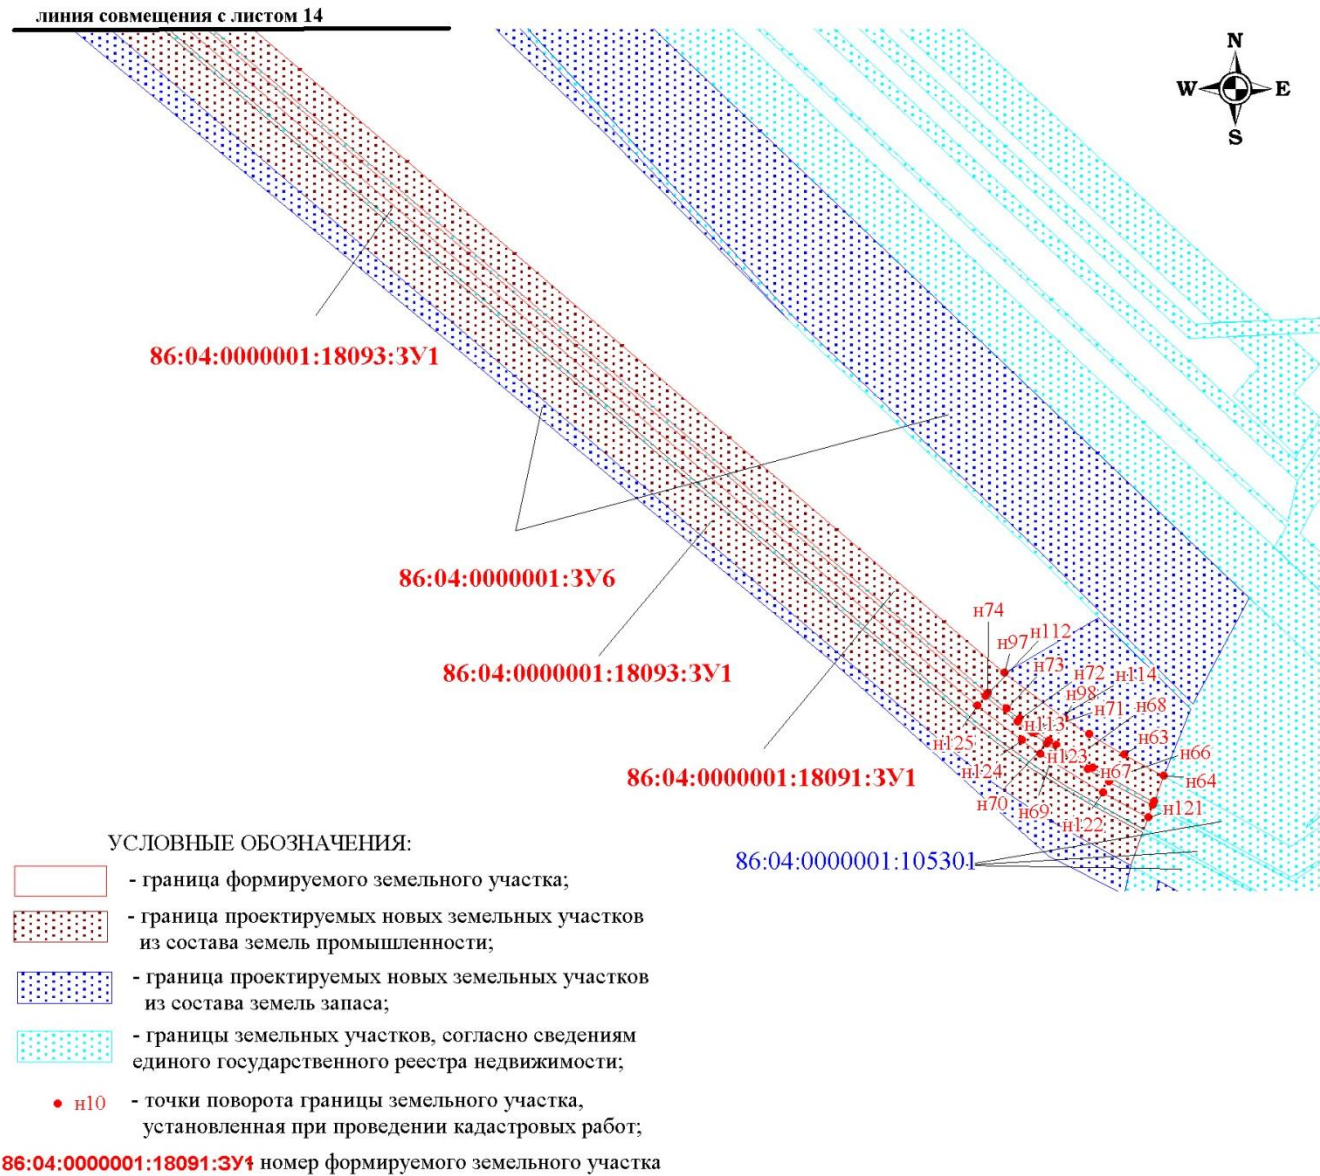 линия совмещения с листом 14
N
W E
S
86:04:0000001:18093:ЗУ1
86:04:0000001:ЗУ6
86:04:0000001:18093:ЗУ1
86:04:0000001:18091:ЗУ1
н74
н97
н112
н73
н72
н98
н114
н71
н68
н113
н125
н63
н123
н66
н124
н67
н64
н70
н69
н121
н122
86:04:0000001:105301
УСЛОВНЫЕ ОБОЗНАЧЕНИЯ:
- граница формируемого земельного участка;
- граница проектируемых новых земельных участков
из состава земель промышленности;
- граница проектируемых новых земельных участков
из состава земель запаса;
- границы земельных участков, согласно сведениям
единого государственного реестра недвижимости;
н10 - точки поворота границы земельного участка,
установленная при проведении кадастровых работ;
86:04:0000001:18091:ЗУ1 номер формируемого земельного участка